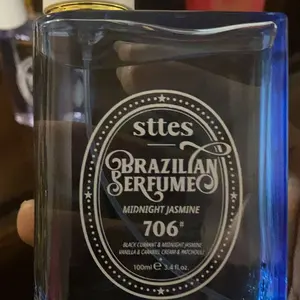 sttes
BRAZILIAN
PERFUME
MIDNIGHT JASMINE
706#
BLACK CURRANT & MIDNIGHT JASMINE
VANILLA & CARAMEL CREAM & PATCHOULI
100ml ℮ 3.4 fl.oz